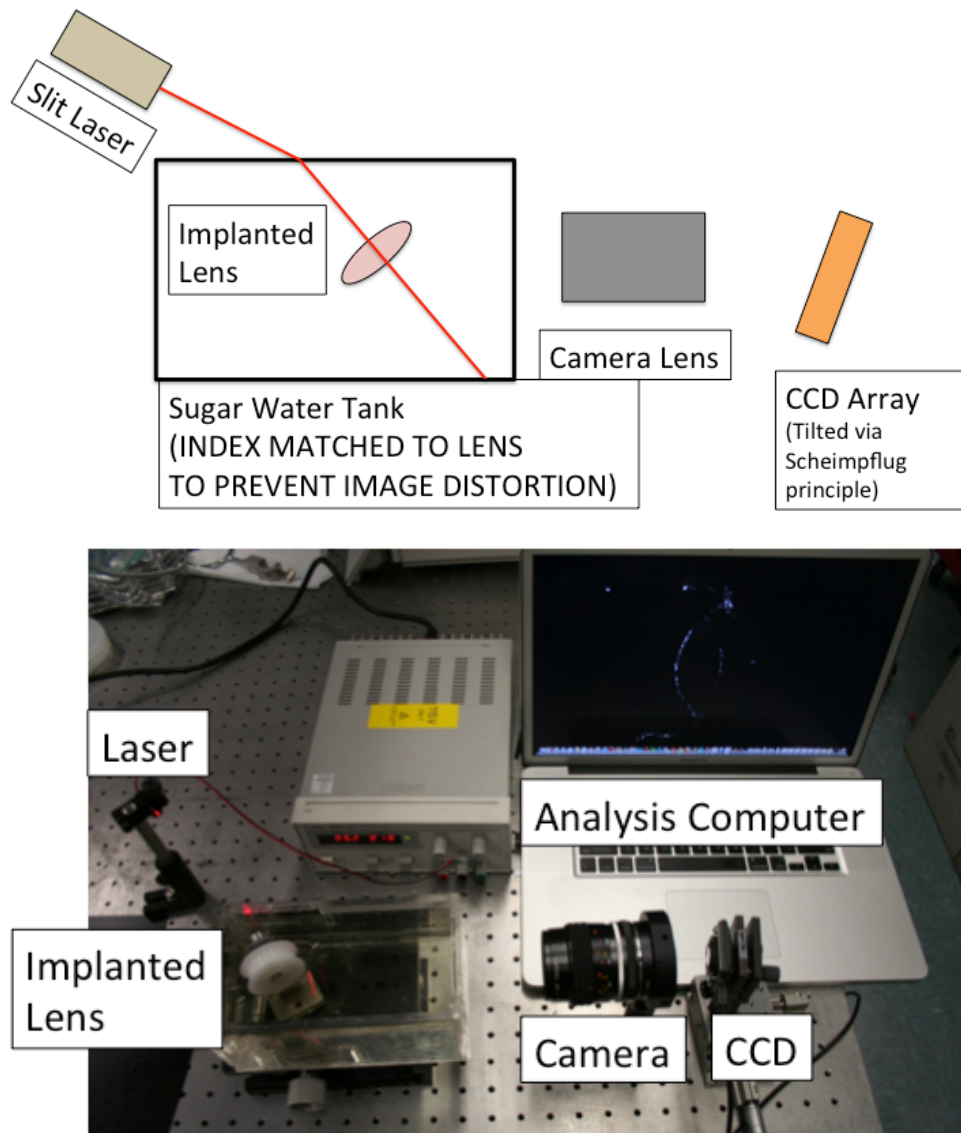 Slit Laser
Implanted
Lens
Camera Lens
Sugar Water Tank
(INDEX MATCHED TO LENS
TO PREVENT IMAGE DISTORTION)
CCD Array
(Tilted via
Scheimpflug
principle)
Laser
Analysis Computer
Implanted
Lens
Camera
CCD